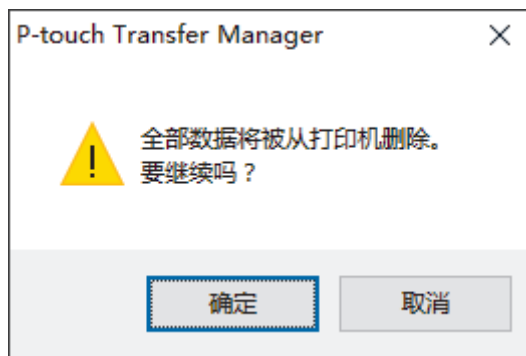 P-touch Transfer Manager
全部数据将被从打印机删除。
要继续吗？
确定
取消